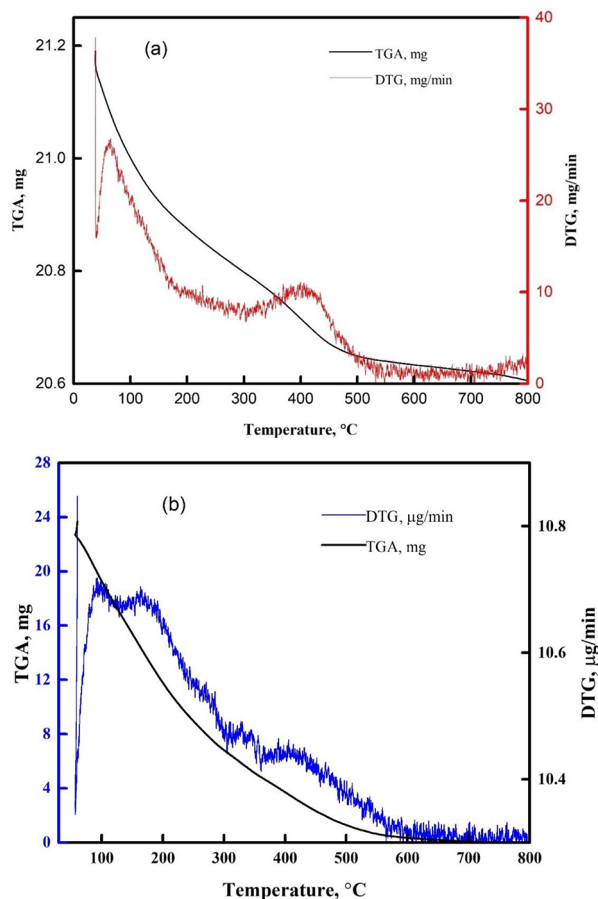 (a)
TGA, mg
DTG, mg/min
21.2
21.0
20.8
20.6
TGA, mg
40
30
20
10
0
DTG, mg/min
0 100 200 300 400 500 600 700 800
Temperature, °C
(b)
DTG, µg/min
TGA, mg
28
24
20
16
12
8
4
0
TGA, mg
10.8
10.6
10.4
DTG, µg/min
100 200 300 400 500 600 700 800
Temperature, °C